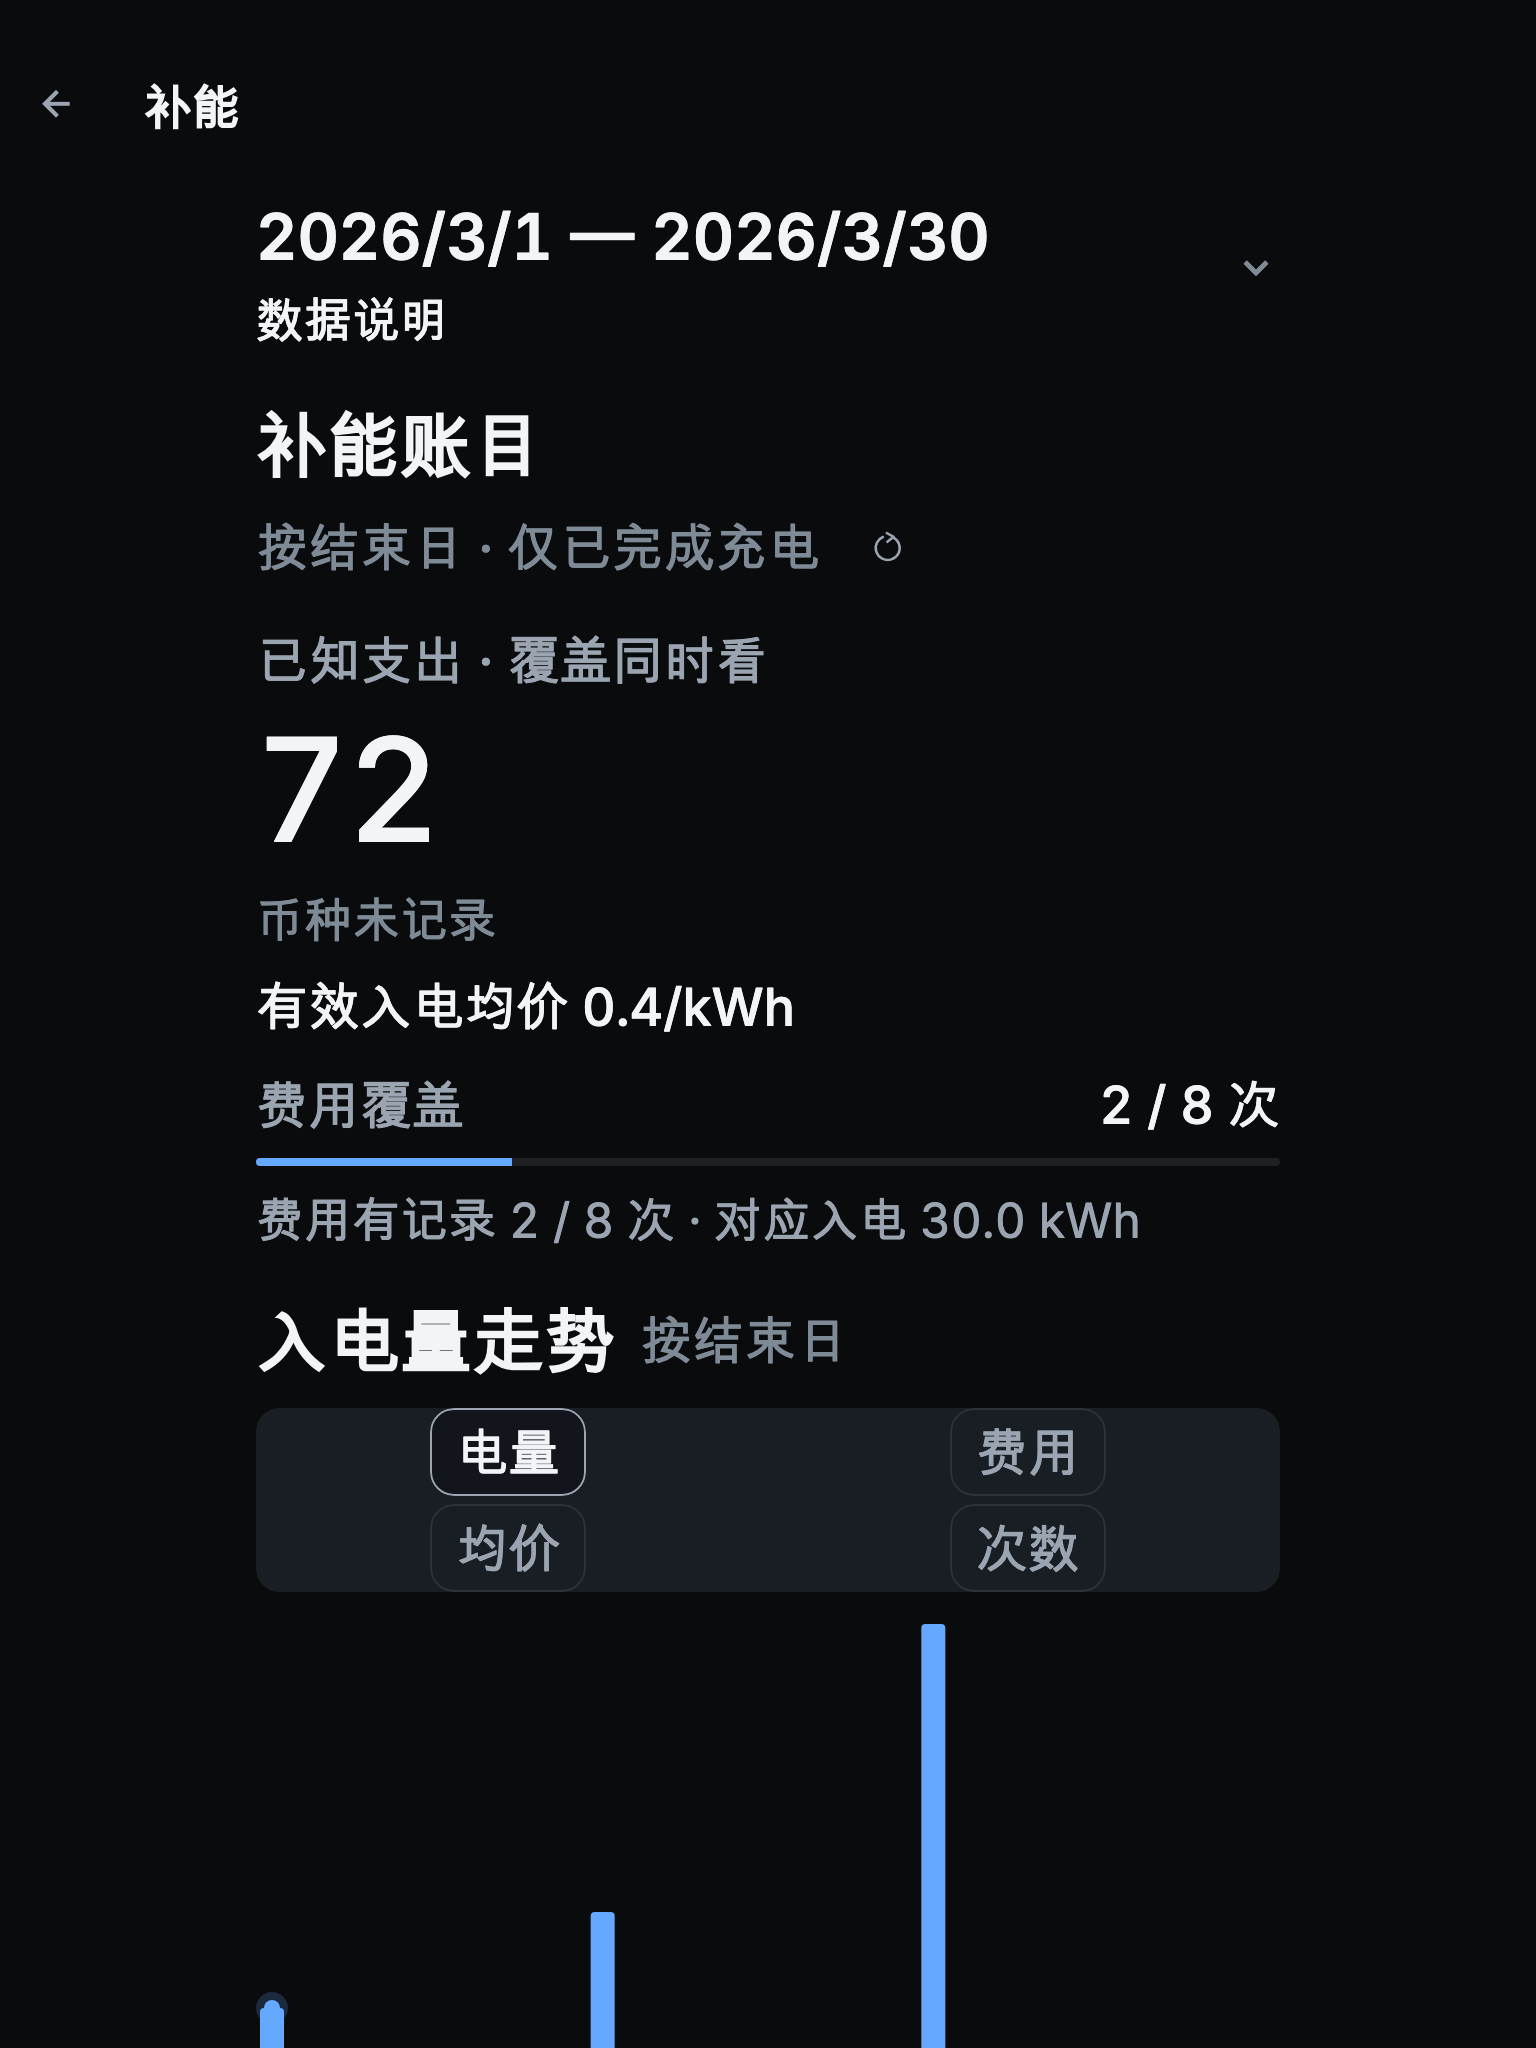 补能
2026/3/1 — 2026/3/30
数据说明
补能账目
按结束日 · 仅已完成充电
已知支出 · 覆盖同时看
72
币种未记录
有效入电均价 0.4/kWh
费用覆盖 2 / 8 次
费用有记录 2 / 8 次 · 对应入电 30.0 kWh
入电量走势 按结束日
电量 费用
均价 次数